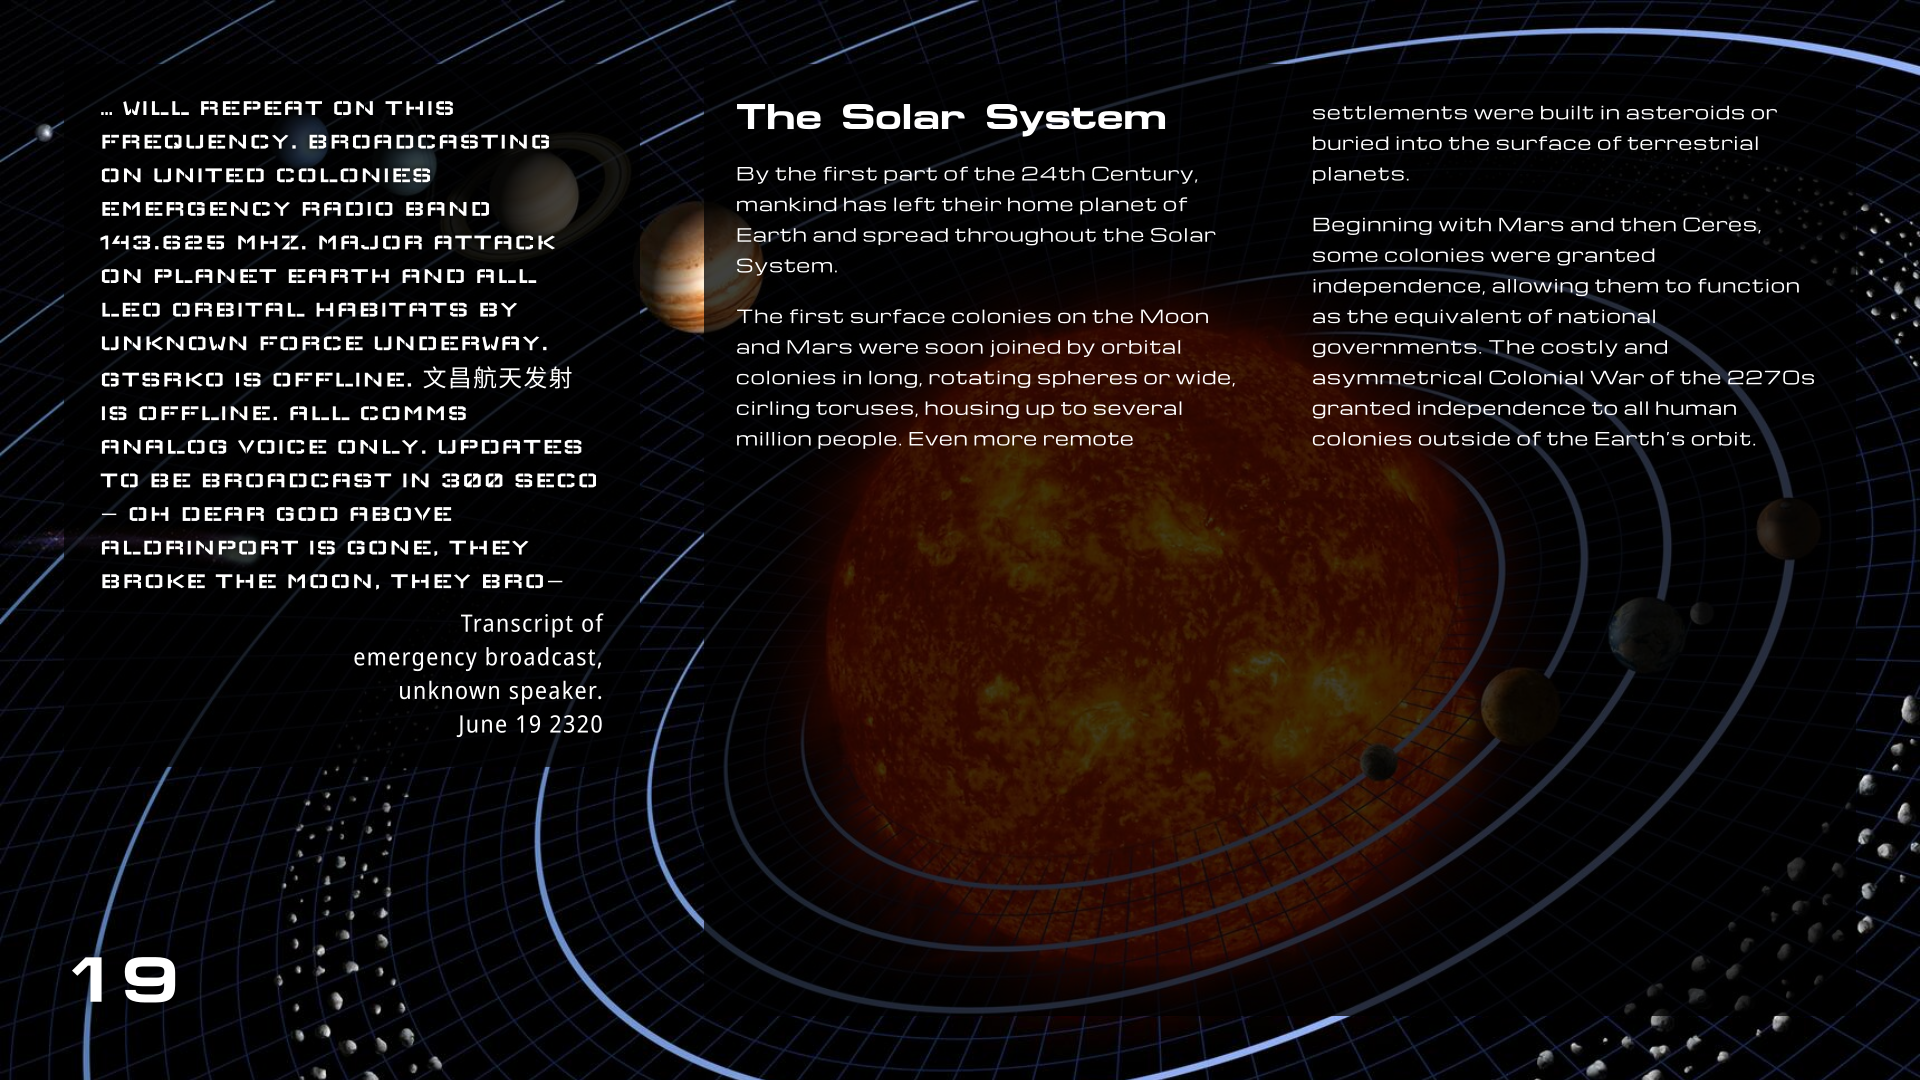 … WILL REPEAT ON THIS
FREQUENCY. BROADCASTING
ON UNITED COLONIES
EMERGENCY RADIO BAND
143.625 MHZ. MAJOR ATTACK
ON PLANET EARTH AND ALL
LEO ORBITAL HABITATS BY
UNKNOWN FORCE UNDERWAY.
GTSRKO IS OFFLINE. 文昌航天发射
IS OFFLINE. ALL COMMS
ANALOG VOICE ONLY. UPDATES
TO BE BROADCAST IN 300 SECO
– OH DEAR GOD ABOVE
ALDRINPORT IS GONE, THEY
BROKE THE MOON, THEY BRO–
Transcript of
emergency broadcast,
unknown speaker.
June 19 2320
The Solar System
By the first part of the 24th Century,
mankind has left their home planet of
Earth and spread throughout the Solar
System.
The first surface colonies on the Moon
and Mars were soon joined by orbital
colonies in long, rotating spheres or wide,
cirling toruses, housing up to several
million people. Even more remote
settlements were built in asteroids or
buried into the surface of terrestrial
planets.
Beginning with Mars and then Ceres,
some colonies were granted
independence, allowing them to function
as the equivalent of national
governments. The costly and
asymmetrical Colonial War of the 2270s
granted independence to all human
colonies outside of the Earth's orbit.
19